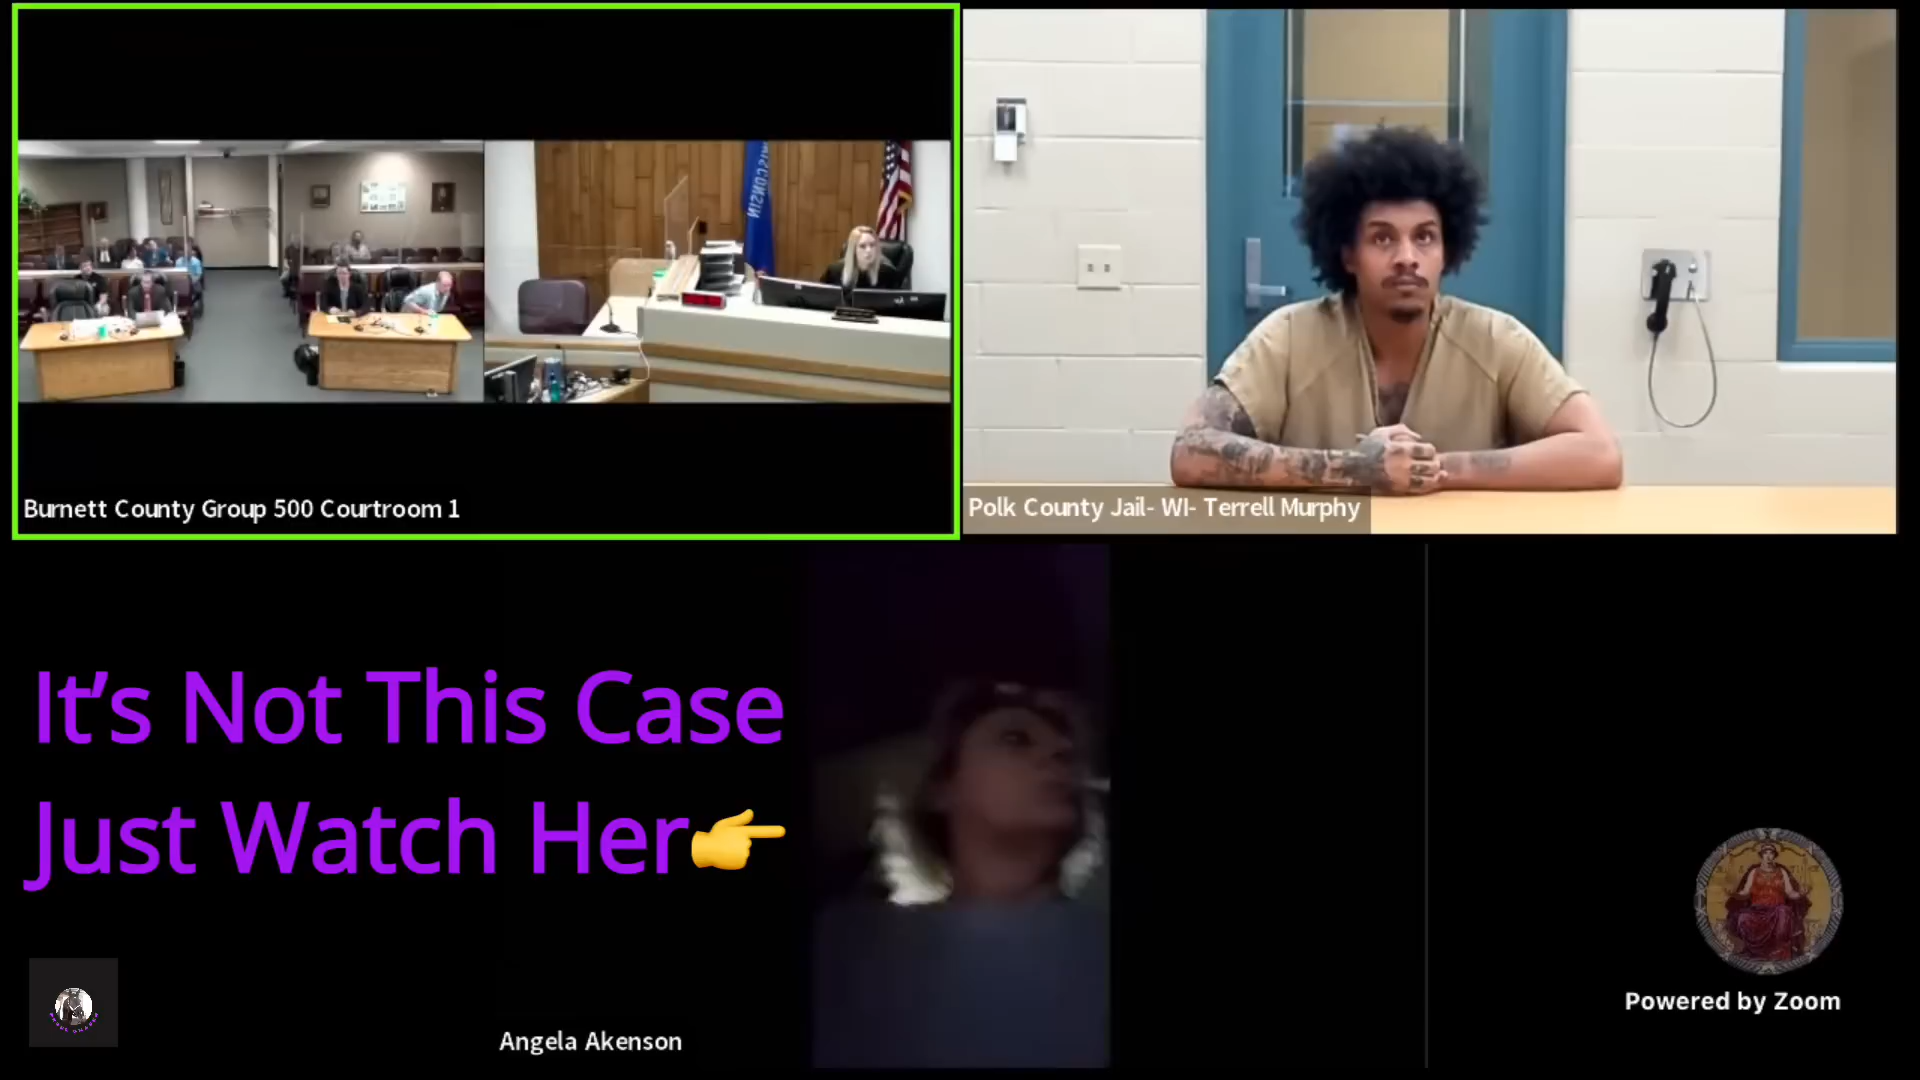 WISCONSIN
Burnett County Group 500 Courtroom 1
Polk County Jail- WI- Terrell Murphy
It's Not This Case
Just Watch Her👉
Angela Akenson
Powered by Zoom